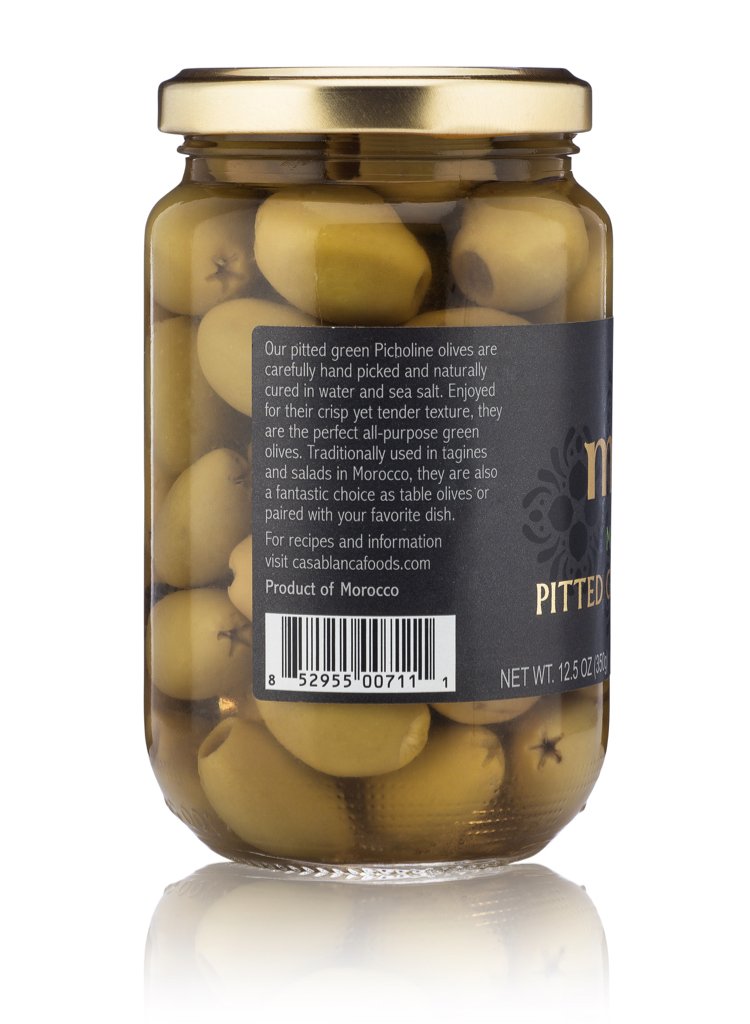 Our pitted green Picholine olives are
carefully hand picked and naturally
cured in water and sea salt. Enjoyed
for their crisp yet tender texture, they
are the perfect all-purpose green
olives. Traditionally used in tagines
and salads in Morocco, they are also
a fantastic choice as table olives or
paired with your favorite dish.
For recipes and information
visit casablancafoods.com
Product of Morocco
8 52955 00711 1
PITTED
NET WT. 12.5 OZ (350g